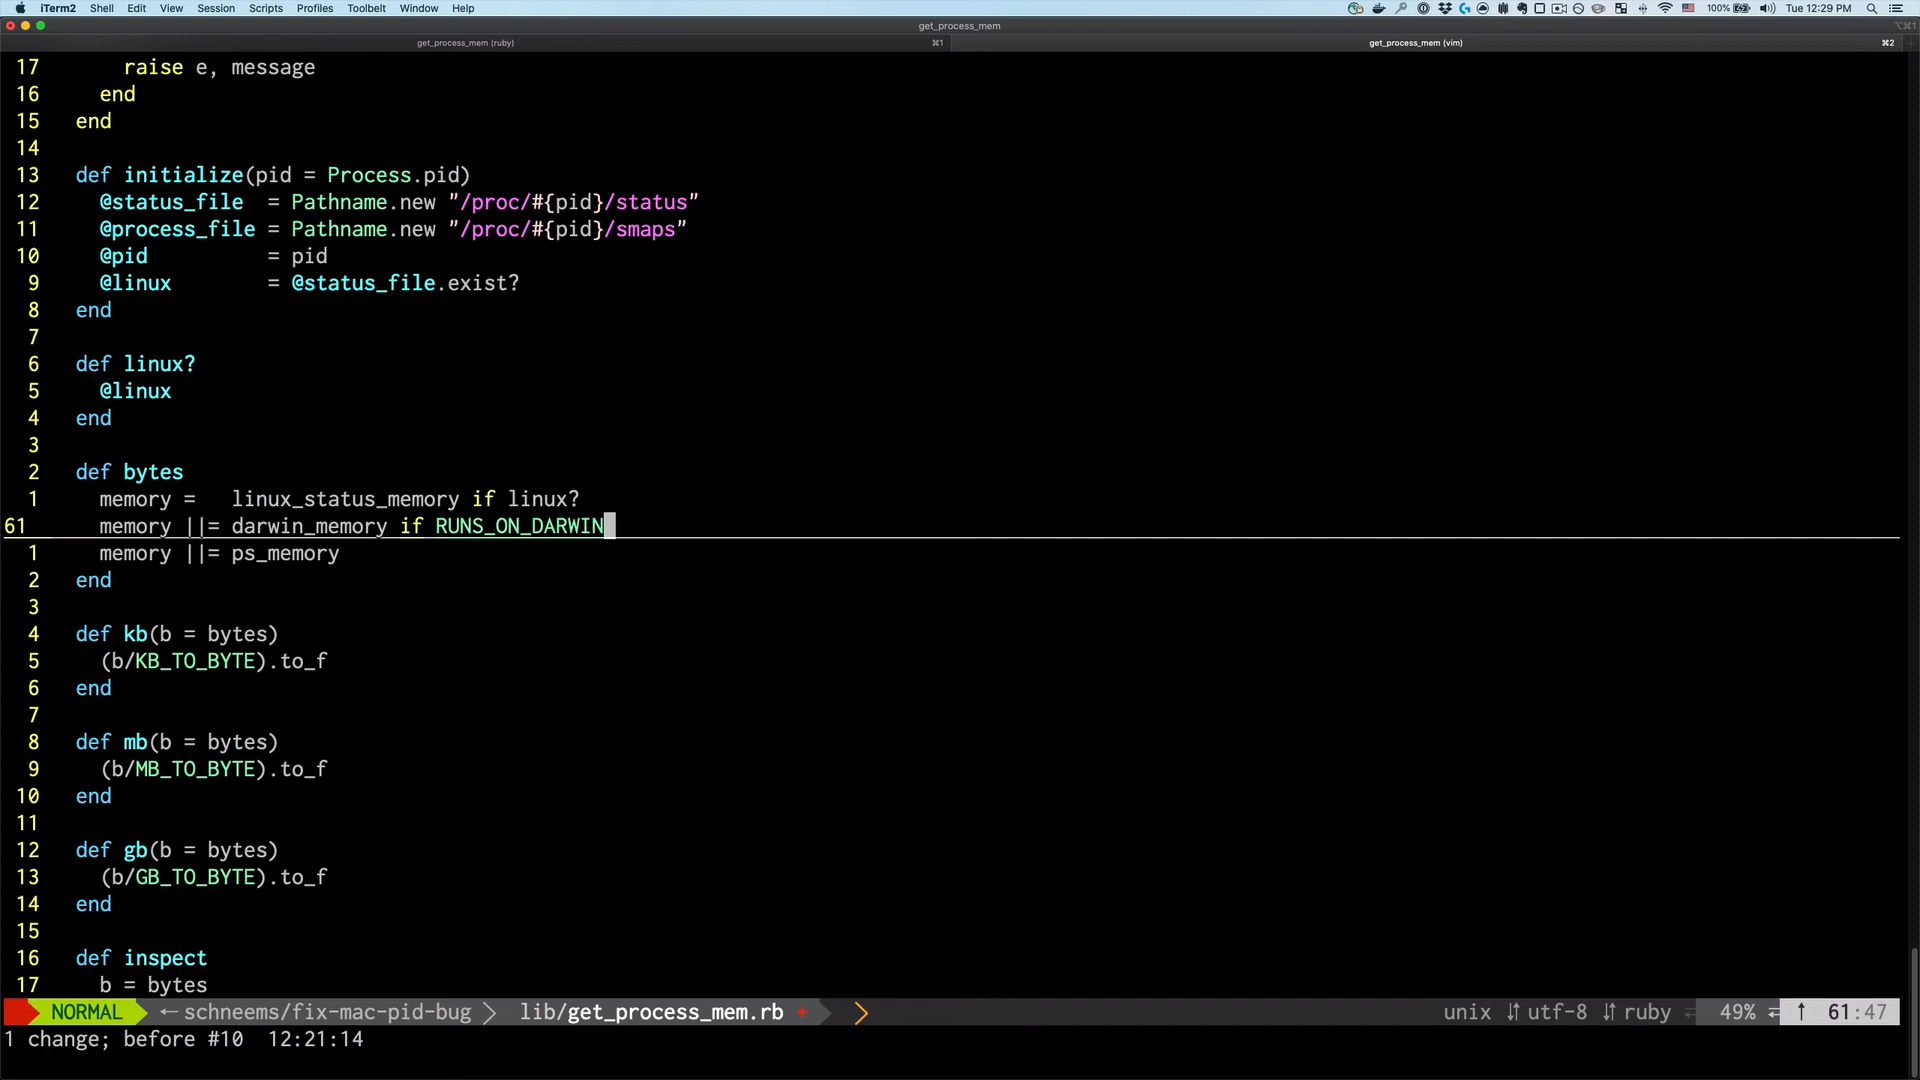 iTerm2 Shell Edit View Session Scripts Profiles Toolbelt Window Help 100% Tue 12:29 PM
get_process_mem ⌥⌘1
get_process_mem (ruby) ⌘1 get_process_mem (vim) ⌘2
17 raise e, message
16 end
15 end
14
13 def initialize(pid = Process.pid)
12 @status_file = Pathname.new "/proc/#{pid}/status"
11 @process_file = Pathname.new "/proc/#{pid}/smaps"
10 @pid = pid
9 @linux = @status_file.exist?
8 end
7
6 def linux?
5 @linux
4 end
3
2 def bytes
1 memory = linux_status_memory if linux?
61 memory ||= darwin_memory if RUNS_ON_DARWIN
1 memory ||= ps_memory
2 end
3
4 def kb(b = bytes)
5 (b/KB_TO_BYTE).to_f
6 end
7
8 def mb(b = bytes)
9 (b/MB_TO_BYTE).to_f
10 end
11
12 def gb(b = bytes)
13 (b/GB_TO_BYTE).to_f
14 end
15
16 def inspect
17 b = bytes
NORMAL ← schneems/fix-mac-pid-bug lib/get_process_mem.rb + unix utf-8 ruby 49% ↑ 61:47
1 change; before #10 12:21:14